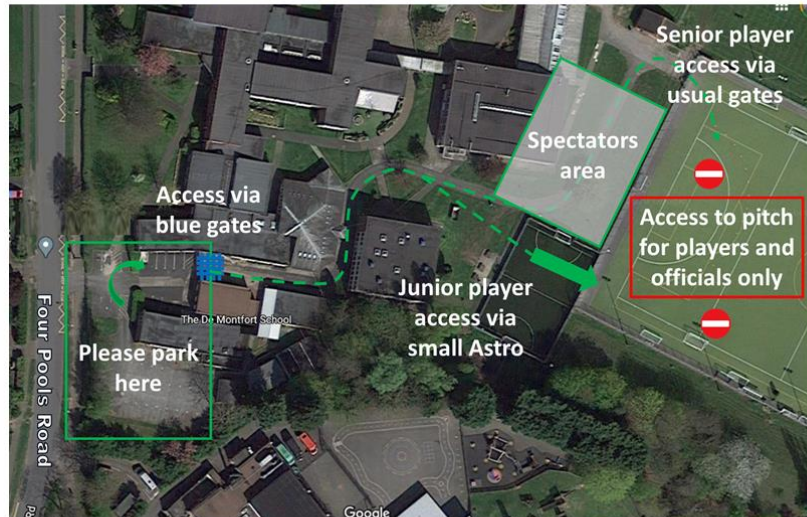 Senior player
access via
usual gates
Spectators
area
Access via
blue gates
Access to pitch
for players and
officials only
Junior player
access via
small Astro
The De Montfort School
Please park
here
Four Pools Road
Rd
Google